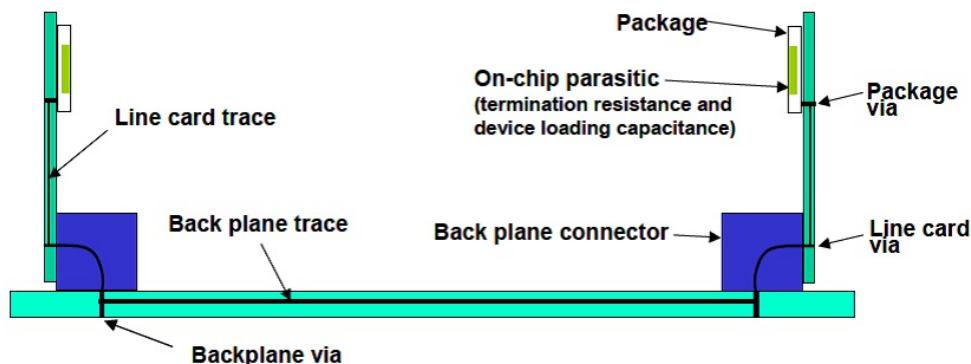 Package
On-chip parasitic
(termination resistance and
device loading capacitance)
Package
via
Line card trace
Back plane trace
Back plane connector
Line card
via
Backplane via